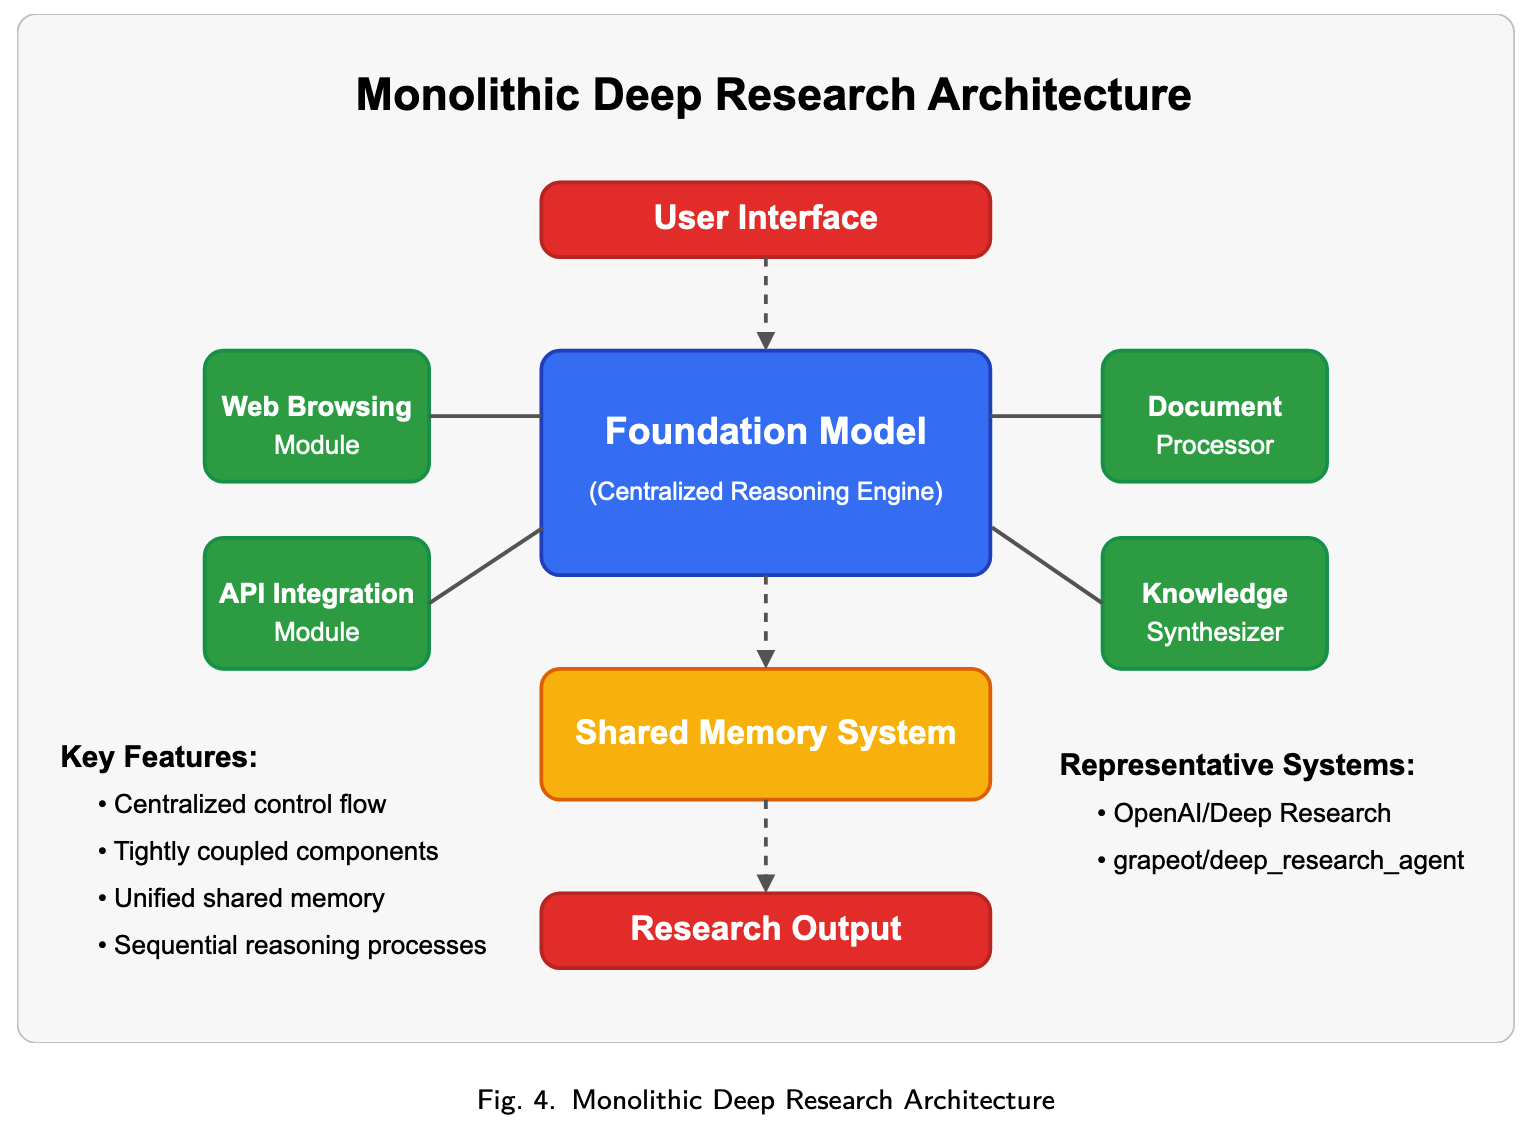 Monolithic Deep Research Architecture
User Interface
Web Browsing
Module
Foundation Model
(Centralized Reasoning Engine)
Document
Processor
API Integration
Module
Knowledge
Synthesizer
Shared Memory System
Key Features:
• Centralized control flow
• Tightly coupled components
• Unified shared memory
• Sequential reasoning processes
Representative Systems:
• OpenAI/Deep Research
• grapeot/deep_research_agent
Research Output
Fig. 4. Monolithic Deep Research Architecture